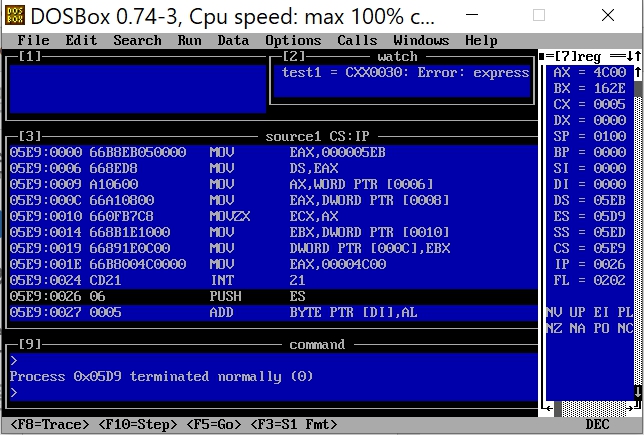 DOSBox 0.74-3, Cpu speed: max 100% c...
File Edit Search Run Data Options Calls Windows Help
[1]
[2] watch
test1 = CXX0030: Error: express
[3] source1 CS:IP
05E9:0000 66B8EB050000 MOV EAX,000005EB
05E9:0006 668ED8 MOV DS,EAX
05E9:0009 A10600 MOV AX,WORD PTR [0006]
05E9:000C 66A10800 MOV EAX,DWORD PTR [0008]
05E9:0010 660FB7C8 MOVZX ECX,AX
05E9:0014 668B1E1000 MOV EBX,DWORD PTR [0010]
05E9:0019 66891E0C00 MOV DWORD PTR [000C],EBX
05E9:001E 66B8004C0000 MOV EAX,00004C00
05E9:0024 CD21 INT 21
05E9:0026 06 PUSH ES
05E9:0027 0005 ADD BYTE PTR [DI],AL
[9] command
>
Process 0x05D9 terminated normally (0)
>
[7]reg
AX = 4C00
BX = 162E
CX = 0005
DX = 0000
SP = 0100
BP = 0000
SI = 0000
DI = 0000
DS = 05EB
ES = 05D9
SS = 05ED
CS = 05E9
IP = 0026
FL = 0202
NV UP EI PL
NZ NA PO NC
<F8=Trace> <F10=Step> <F5=Go> <F3=S1 Fmt> DEC